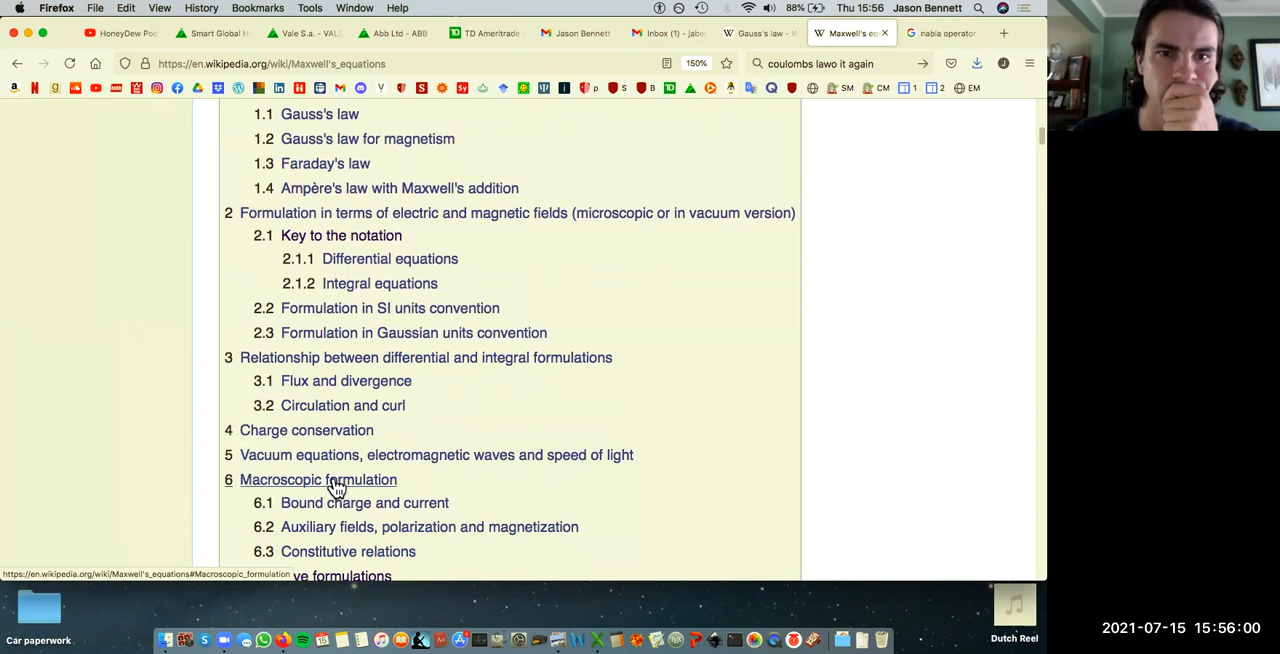 Firefox File Edit View History Bookmarks Tools Window Help 88% Thu 15:56 Jason Bennett
HoneyDew Po Smart Global H Vale S.a. - VAL Abb Ltd - ABB TD Ameritrade Jason Bennett Inbox (1) - jabe Gauss's law - W Maxwell's eq nabla operator
https://en.wikipedia.org/wiki/Maxwell's_equations 150% coulombs lawo it again
p S B SM CM 1 2 EM
1.1 Gauss's law
1.2 Gauss's law for magnetism
1.3 Faraday's law
1.4 Ampère's law with Maxwell's addition
2 Formulation in terms of electric and magnetic fields (microscopic or in vacuum version)
2.1 Key to the notation
2.1.1 Differential equations
2.1.2 Integral equations
2.2 Formulation in SI units convention
2.3 Formulation in Gaussian units convention
3 Relationship between differential and integral formulations
3.1 Flux and divergence
3.2 Circulation and curl
4 Charge conservation
5 Vacuum equations, electromagnetic waves and speed of light
6 Macroscopic formulation
6.1 Bound charge and current
6.2 Auxiliary fields, polarization and magnetization
6.3 Constitutive relations
ve formulations
https://en.wikipedia.org/wiki/Maxwell's_equations#Macroscopic_formulation
Car paperwork
Dutch Reel
2021-07-15 15:56:00